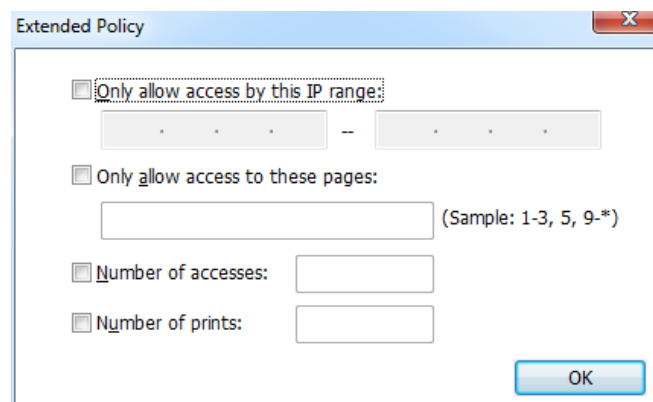 Extended Policy
Only allow access by this IP range:
. . . -- . . .
Only allow access to these pages:
(Sample: 1-3, 5, 9-*)
Number of accesses:
Number of prints:
OK